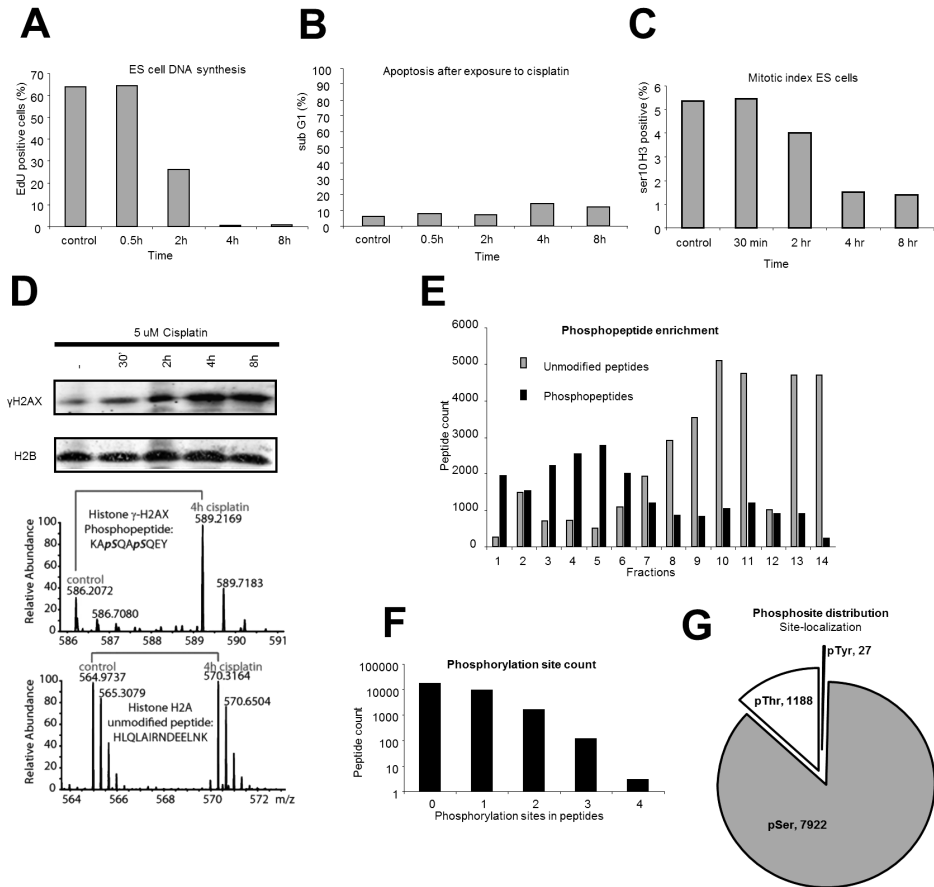 A
ES cell DNA synthesis
EdU positive cells (%)
70
60
50
40
30
20
10
0
control 0.5h 2h 4h 8h
Time
B
Apoptosis after exposure to cisplatin
sub G1 (%)
100
90
80
70
60
50
40
30
20
10
0
control 0.5h 2h 4h 8h
Time
C
Mitotic index ES cells
ser10 H3 positive (%)
6
5
4
3
2
1
0
control 30 min 2 hr 4 hr 8 hr
Time
D
5 uM Cisplatin
- 30' 2h 4h 8h
γH2AX
H2B
Relative Abundance
100
80
60
40
20
0
Histone γ-H2AX
Phosphopeptide:
KApSQApSQEY
4h cisplatin
589.2169
control
586.2072
586.7080
589.7183
586 587 588 589 590 591
Relative Abundance
100
80
60
40
20
0
control
564.9737
565.3079
4h cisplatin
570.3164
570.6504
Histone H2A
unmodified peptide:
HLQLAIRNDEELNK
564 566 568 570 572 m/z
E
Phosphopeptide enrichment
Unmodified peptides
Phosphopeptides
Peptide count
6000
5000
4000
3000
2000
1000
0
1 2 3 4 5 6 7 8 9 10 11 12 13 14
Fractions
F
Phosphorylation site count
Peptide count
100000
10000
1000
100
10
1
0 1 2 3 4
Phosphorylation sites in peptides
G
Phosphosite distribution
Site-localization
pTyr, 27
pThr, 1188
pSer, 7922